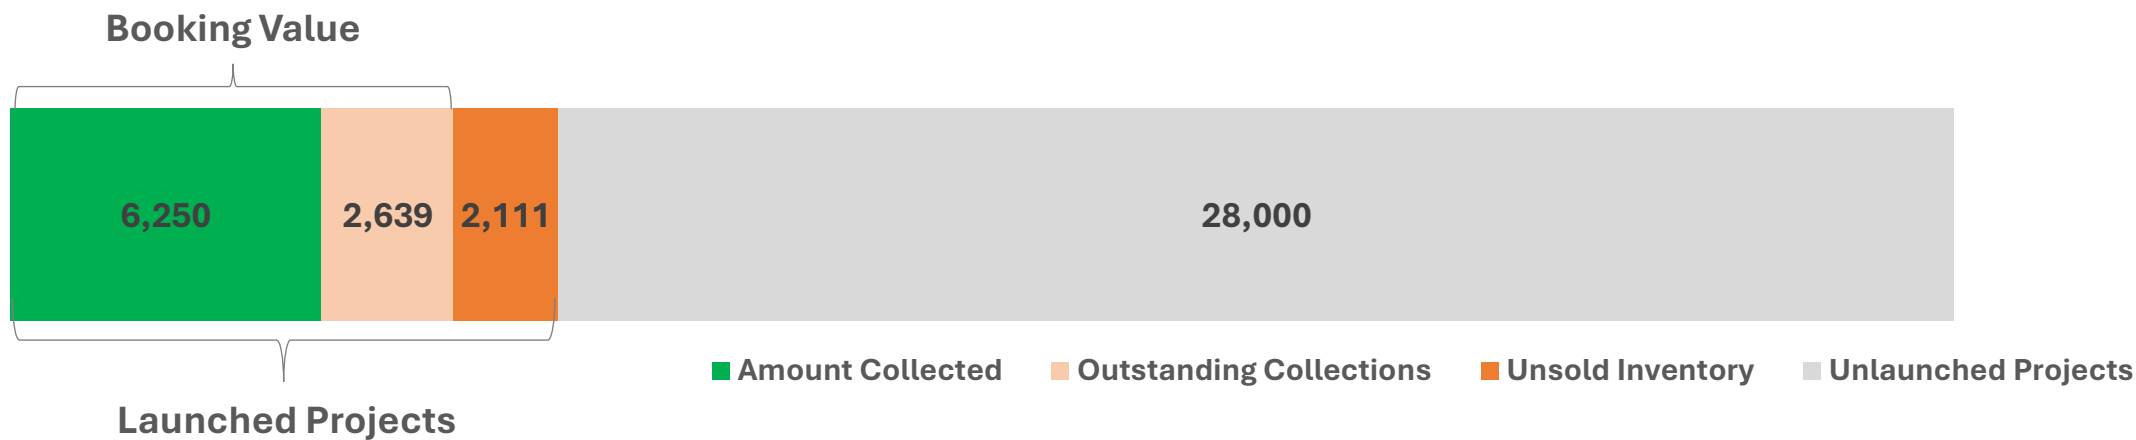 Booking Value
6,250 2,639 2,111 28,000
Amount Collected Outstanding Collections Unsold Inventory Unlaunched Projects
Launched Projects